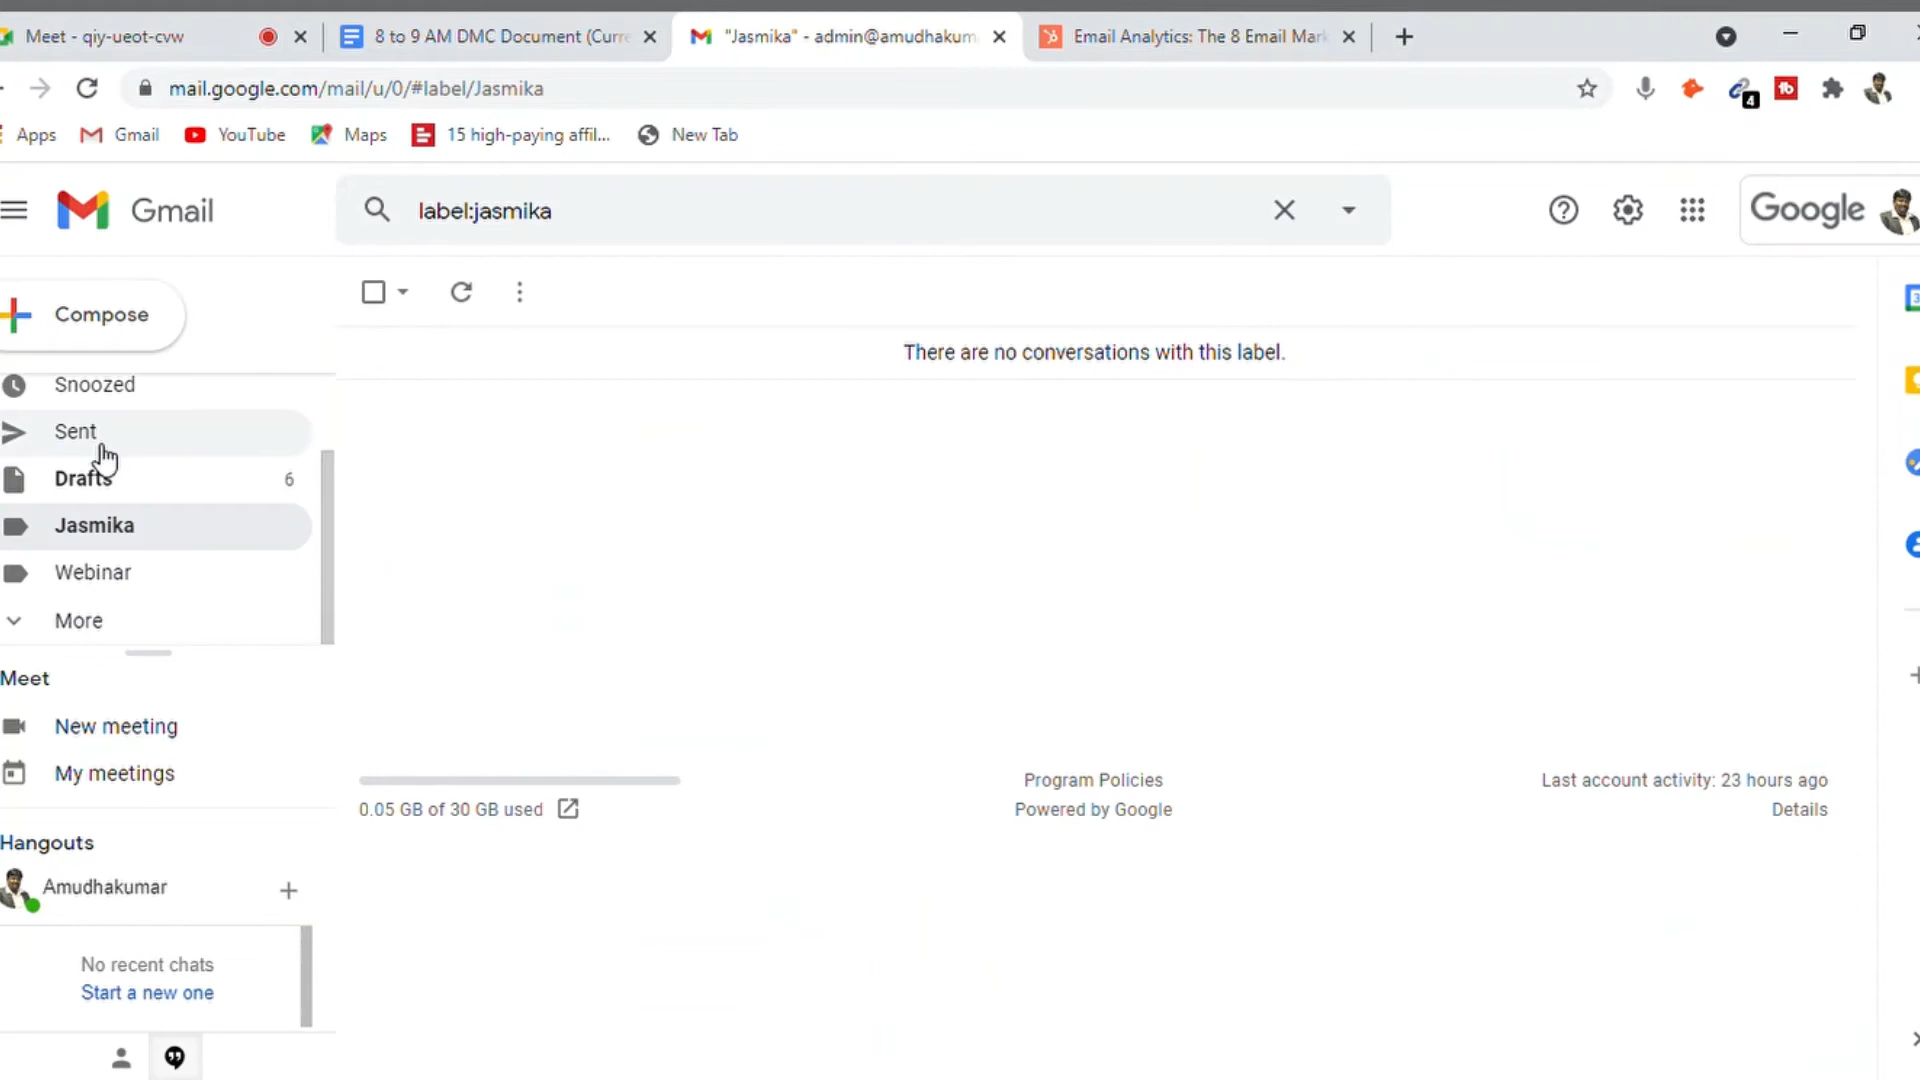 Meet - qiy-ueot-cvw
8 to 9 AM DMC Document (Curre
"Jasmika" - admin@amudhakum
Email Analytics: The 8 Email Mark
mail.google.com/mail/u/0/#label/Jasmika
4
Apps
Gmail
YouTube
Maps
15 high-paying affil...
New Tab
Gmail
label:jasmika
Google
Compose
There are no conversations with this label.
Snoozed
Sent
Drafts
6
Jasmika
Webinar
More
Meet
New meeting
My meetings
Program Policies
Last account activity: 23 hours ago
0.05 GB of 30 GB used
Powered by Google
Details
Hangouts
Amudhakumar
No recent chats
Start a new one